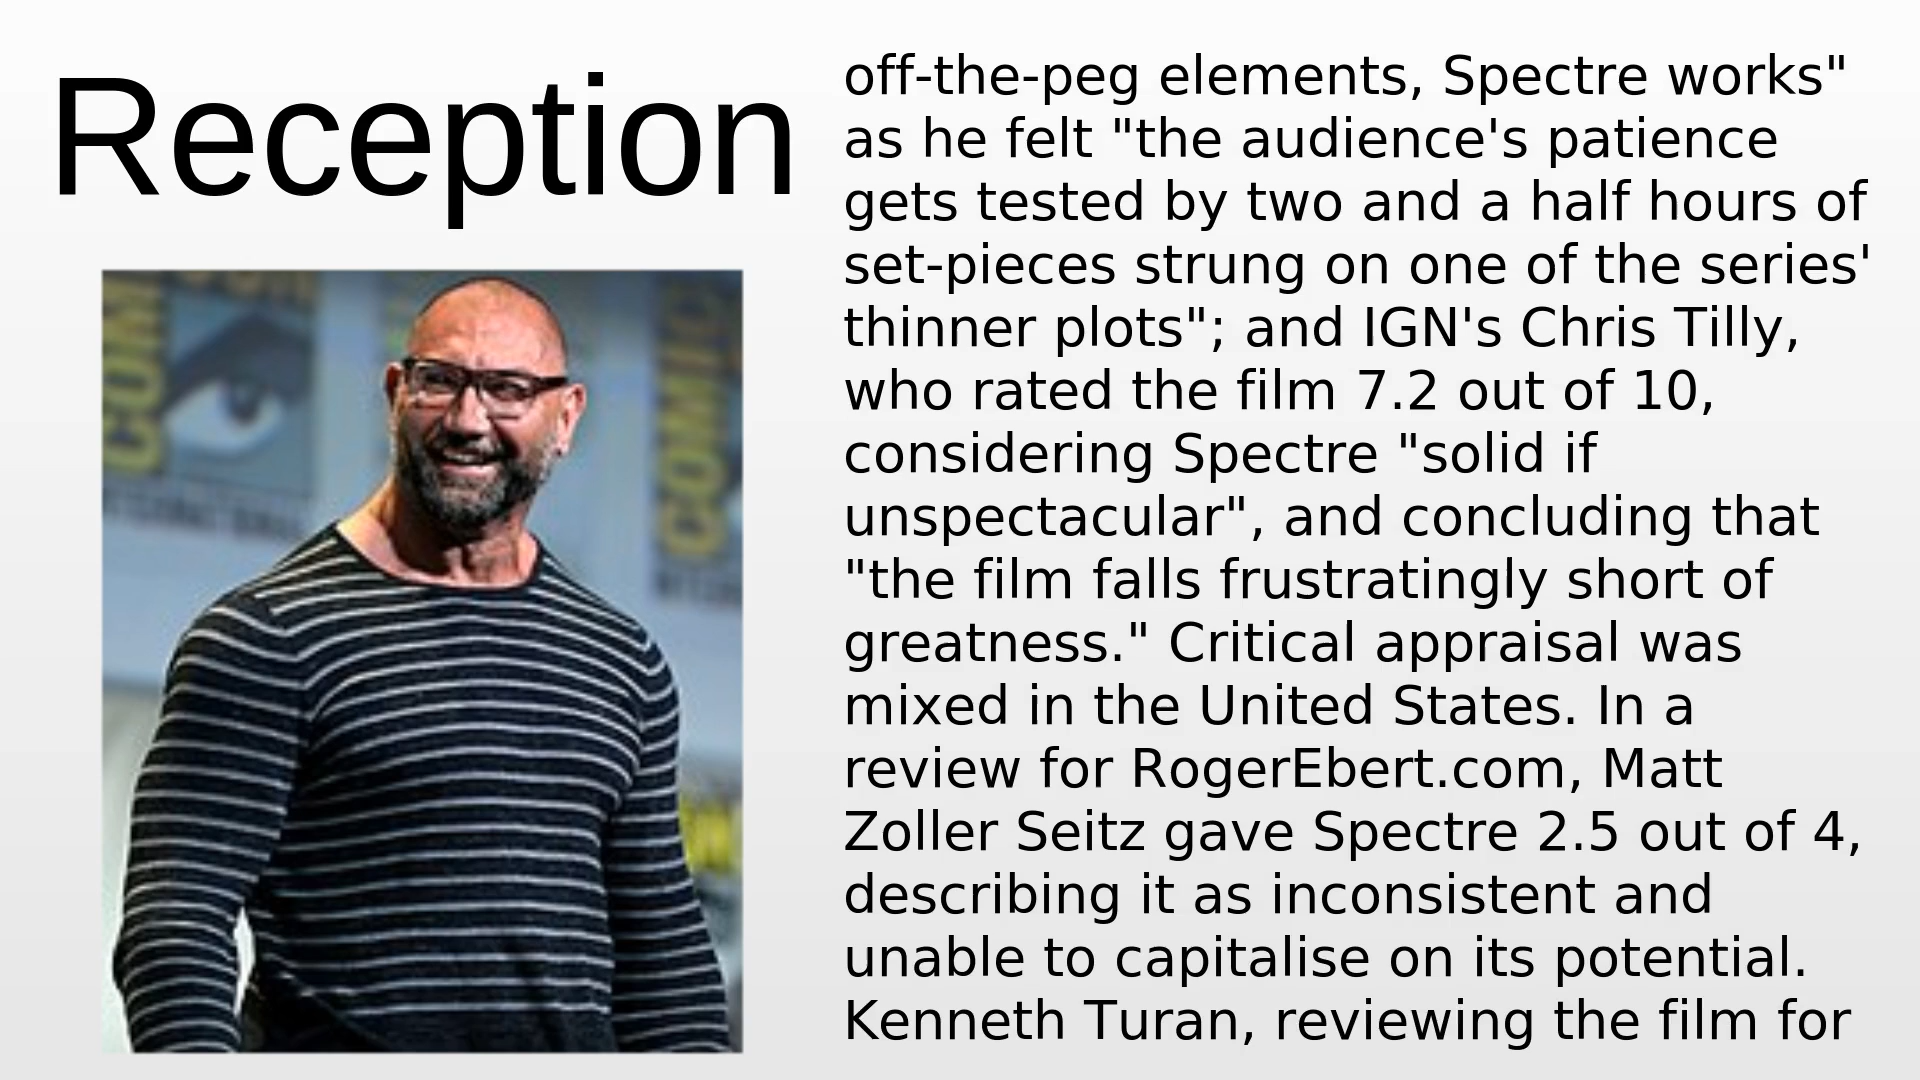 Reception
off-the-peg elements, Spectre works"
as he felt "the audience's patience
gets tested by two and a half hours of
set-pieces strung on one of the series'
thinner plots"; and IGN's Chris Tilly,
who rated the film 7.2 out of 10,
considering Spectre "solid if
unspectacular", and concluding that
"the film falls frustratingly short of
greatness." Critical appraisal was
mixed in the United States. In a
review for RogerEbert.com, Matt
Zoller Seitz gave Spectre 2.5 out of 4,
describing it as inconsistent and
unable to capitalise on its potential.
Kenneth Turan, reviewing the film for